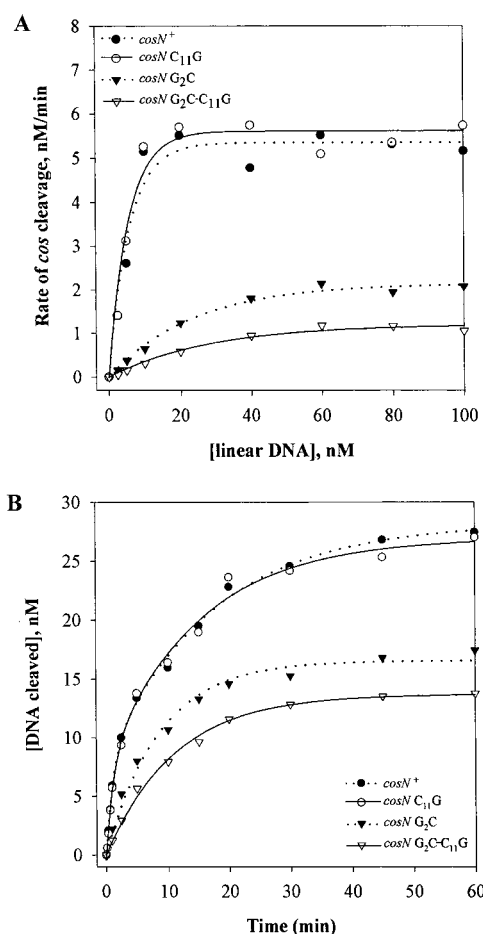 A
cosN⁺
cosN C₁₁G
cosN G₂C
cosN G₂C-C₁₁G
Rate of cos cleavage, nM/min
8
7
6
5
4
3
2
1
0
0 20 40 60 80 100
[linear DNA], nM
B
[DNA cleaved], nM
30
25
20
15
10
5
0
cosN⁺
cosN C₁₁G
cosN G₂C
cosN G₂C-C₁₁G
0 10 20 30 40 50 60
Time (min)